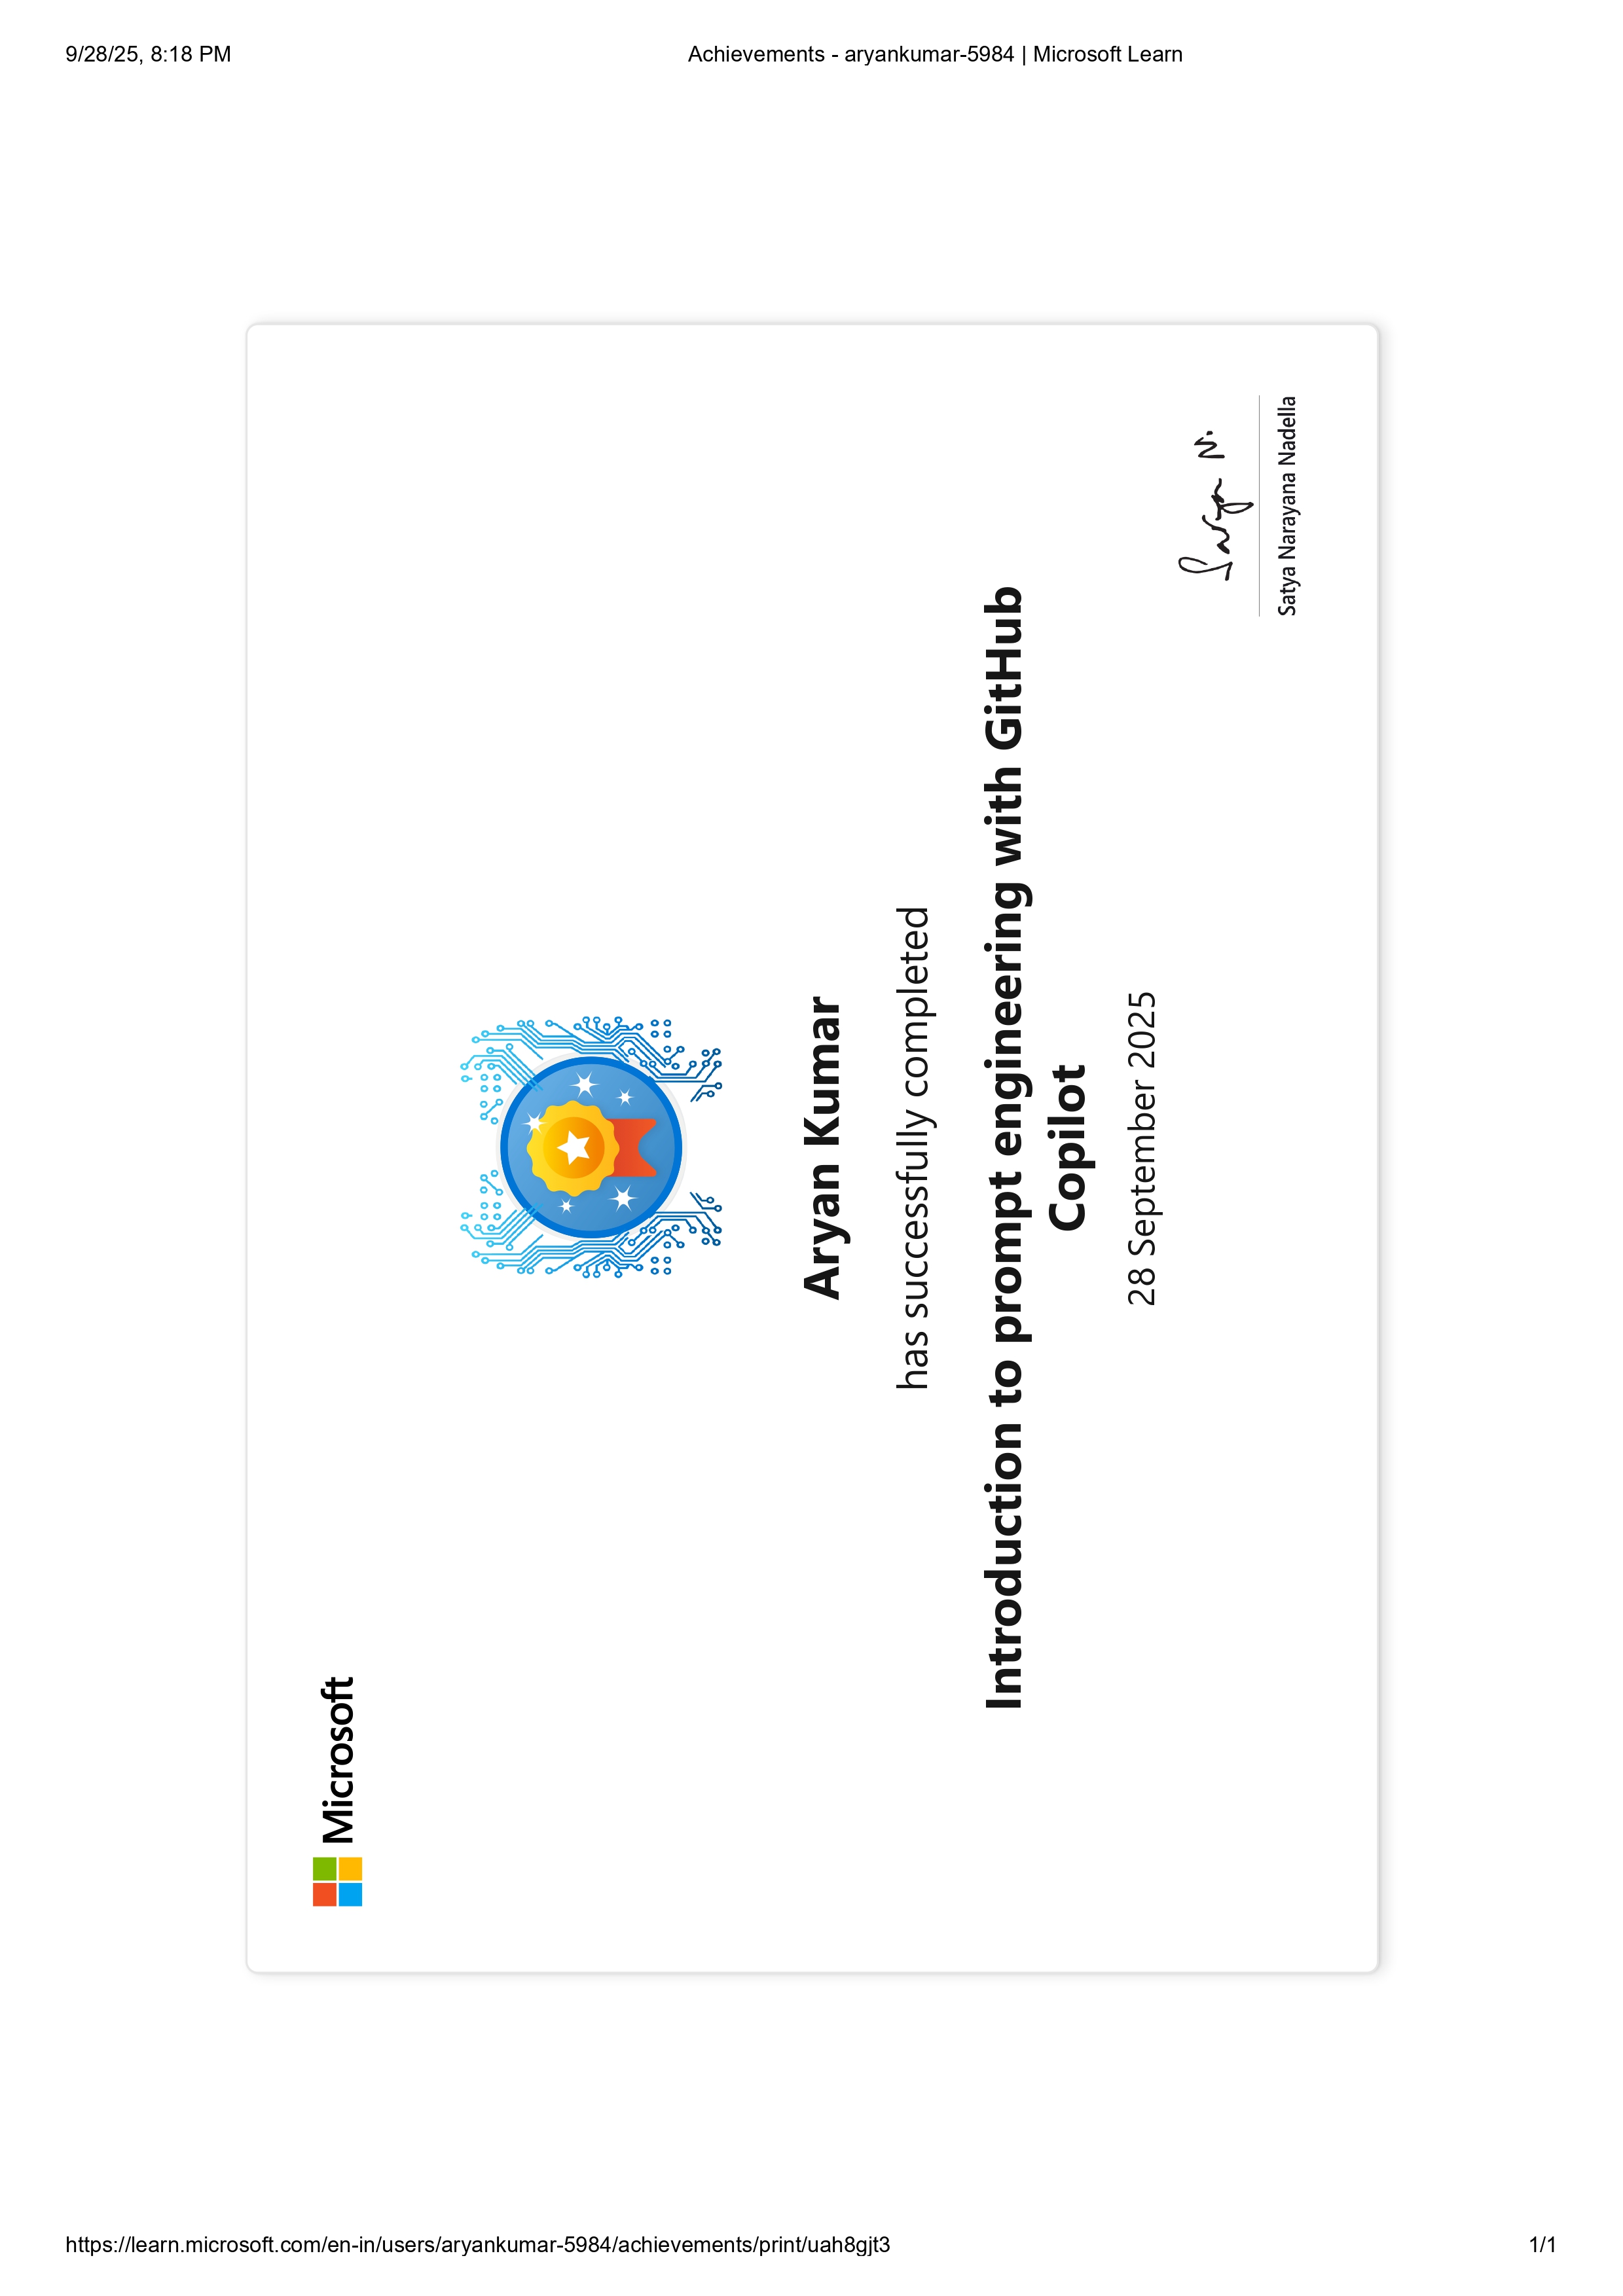 9/28/25, 8:18 PM
Achievements - aryankumar-5984 | Microsoft Learn
Microsoft
Aryan Kumar
has successfully completed
Introduction to prompt engineering with GitHub
Copilot
28 September 2025
Satya N.
Satya Narayana Nadella
https://learn.microsoft.com/en-in/users/aryankumar-5984/achievements/print/uah8gjt3
1/1